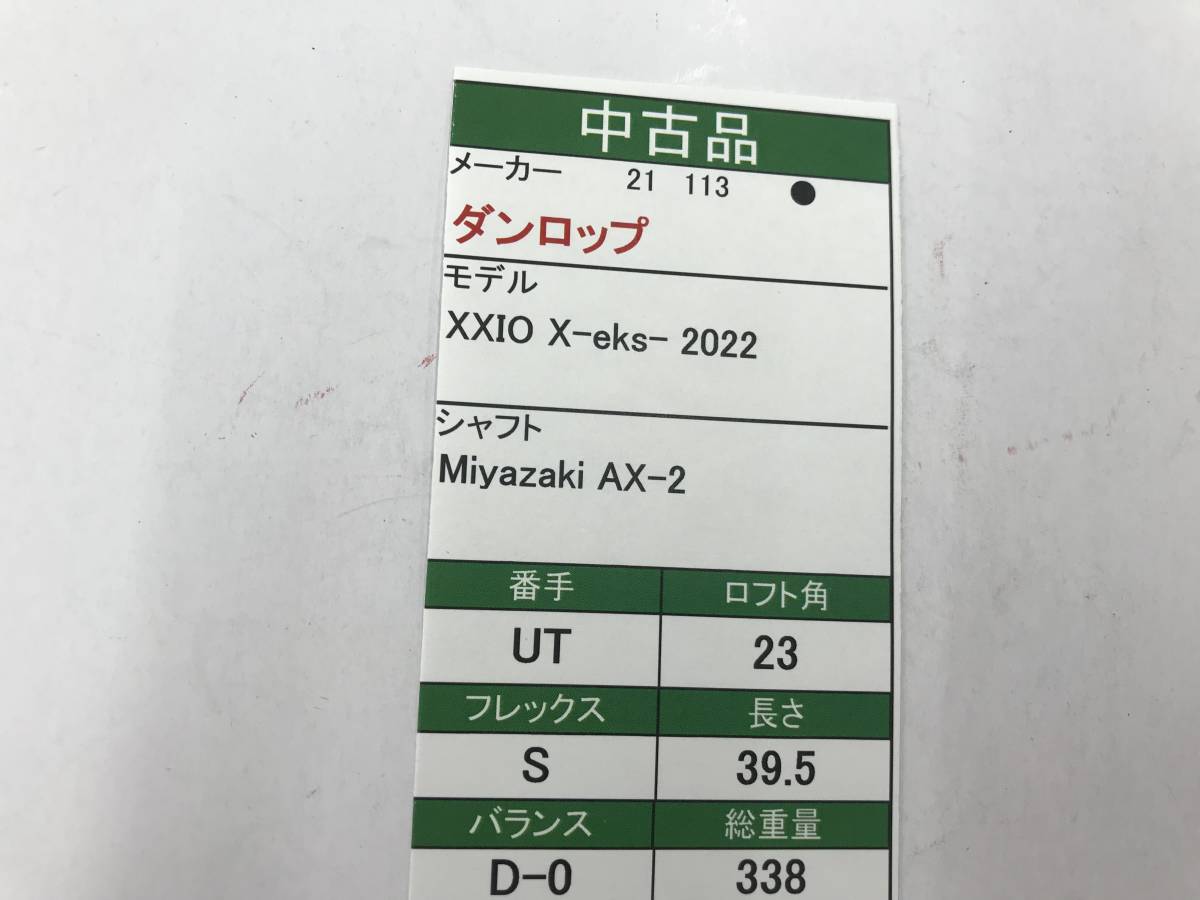 中古品
メーカー 21 113 ●
ダンロップ
モデル
XXIO X-eks- 2022
シャフト
Miyazaki AX-2
番手 ロフト角
UT 23
フレックス 長さ
S 39.5
バランス 総重量
D-0 338